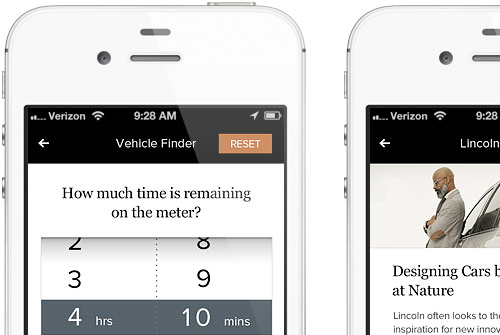 Verizon 9:28 AM
Vehicle Finder RESET
How much time is remaining
on the meter?
2 8
3 9
4 hrs 10 mins
Verizon 9:28
Lincoln
Designing Cars b
at Nature
Lincoln often looks to the
inspiration for new innov